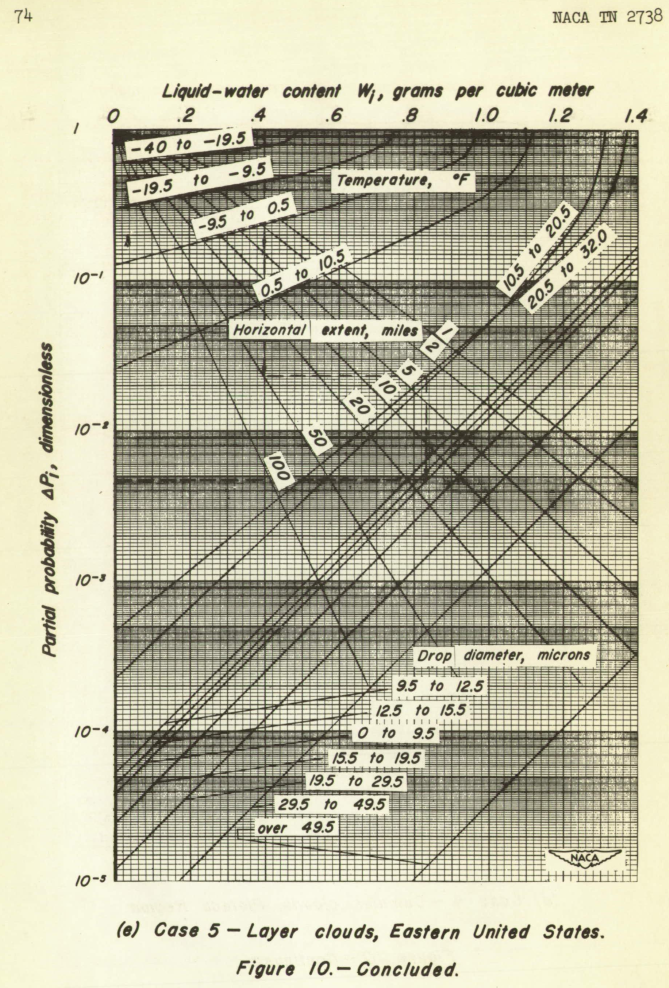 74
NACA TN 2738
Liquid-water content Wi, grams per cubic meter
0 .2 .4 .6 .8 1.0 1.2 1.4
1
-40 to -19.5
-19.5 to -9.5
Temperature, °F
-9.5 to 0.5
10.5 to 20.5
20.5 to 32.0
0.5 to 10.5
10-1
Horizontal extent, miles
1
2
5
10
20
10-2
50
100
Partial probability ΔPi, dimensionless
10-3
Drop diameter, microns
9.5 to 12.5
12.5 to 15.5
10-4
0 to 9.5
15.5 to 19.5
19.5 to 29.5
29.5 to 49.5
over 49.5
NACA
10-5
(e) Case 5 — Layer clouds, Eastern United States.
Figure 10.— Concluded.